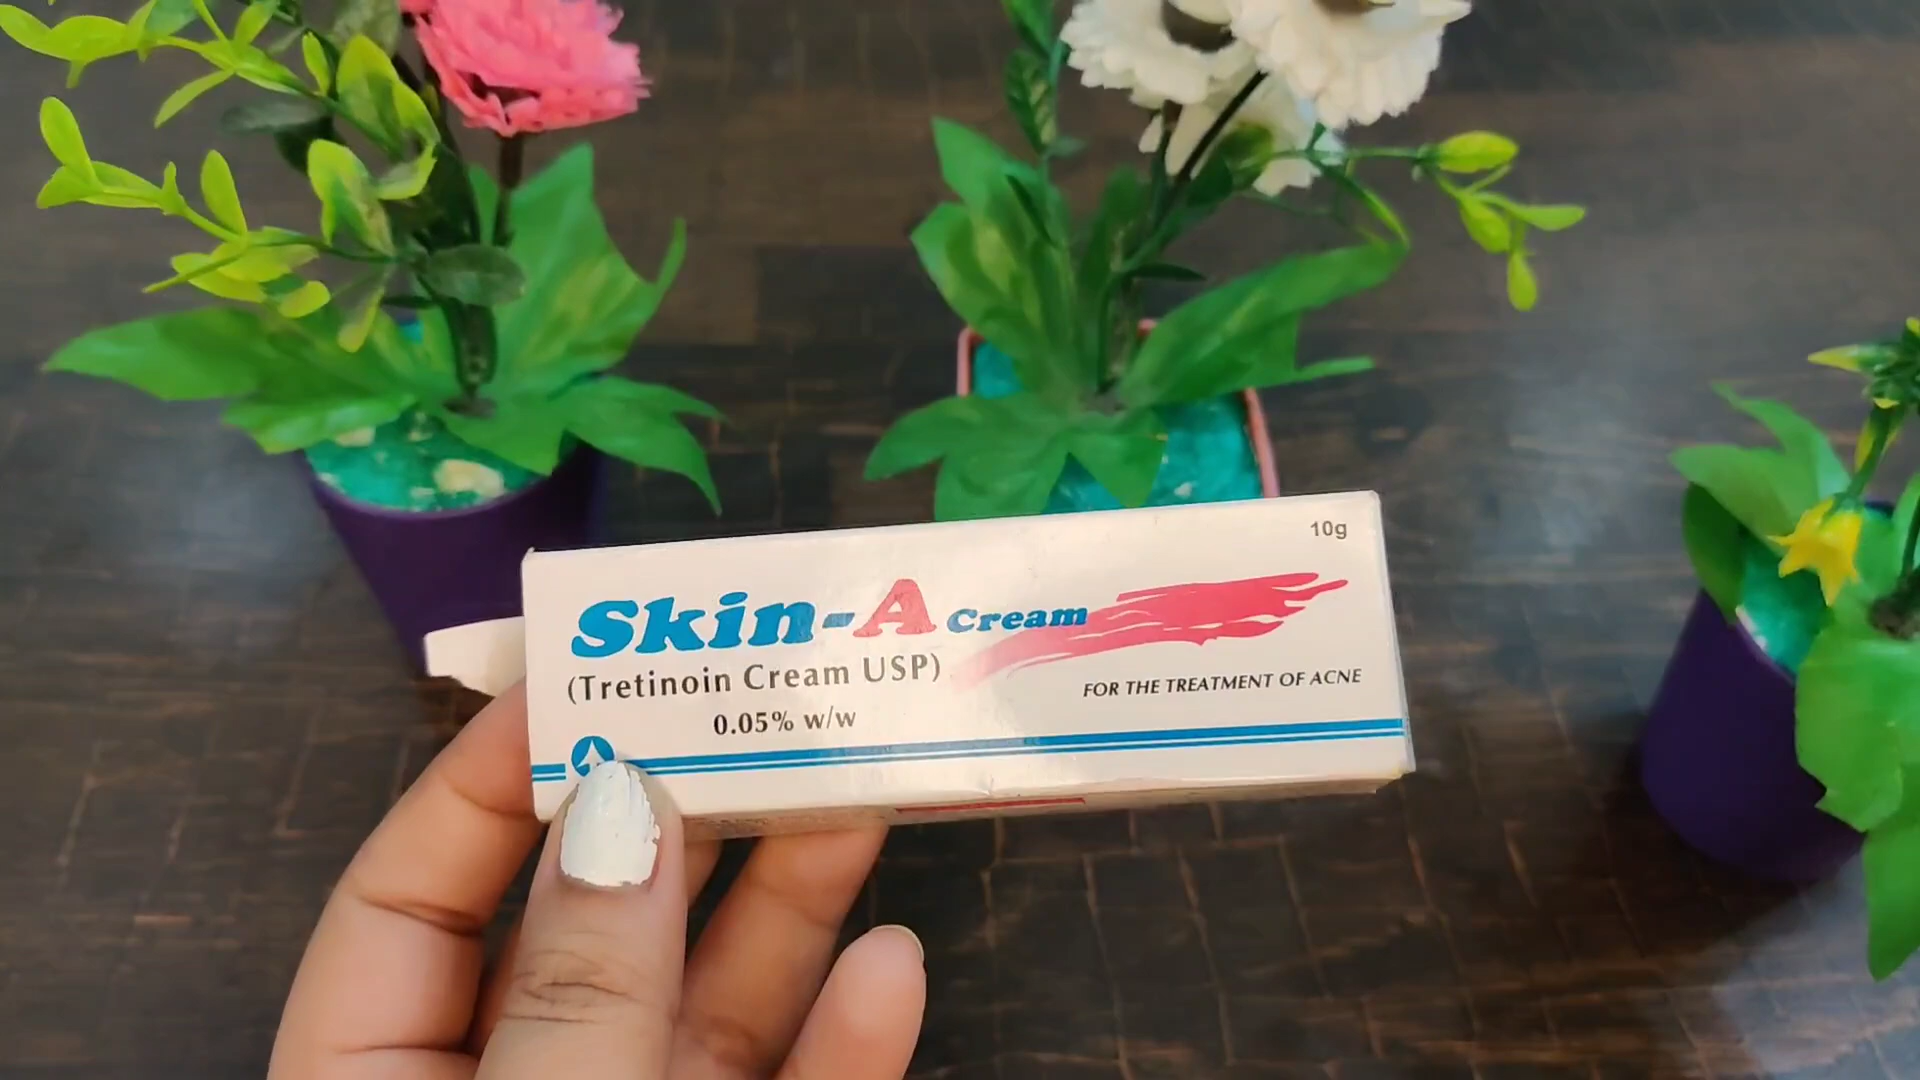 10g
Skin-A Cream
(Tretinoin Cream USP)
0.05% w/w
FOR THE TREATMENT OF ACNE